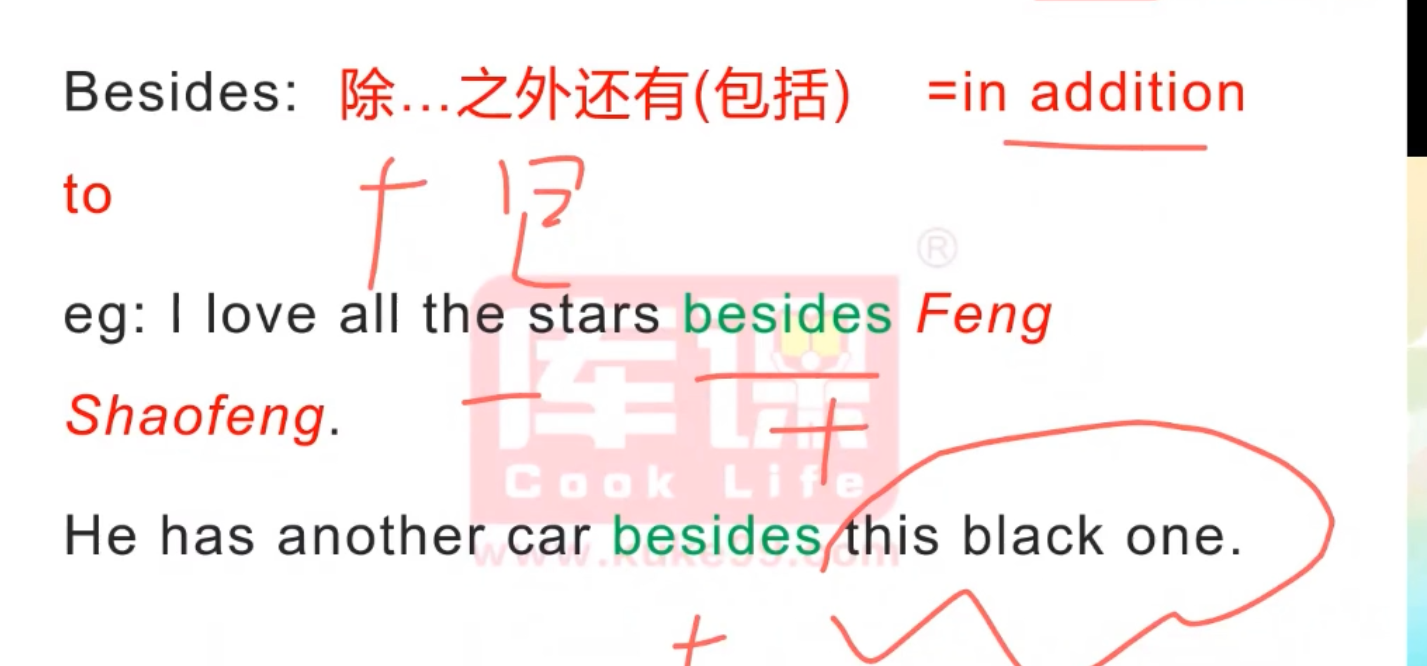 Besides: 除…之外还有(包括) =in addition
to
®
eg: I love all the stars besides Feng
Shaofeng.
库课
Cook Life
He has another car besides this black one.
www.kuke99.com